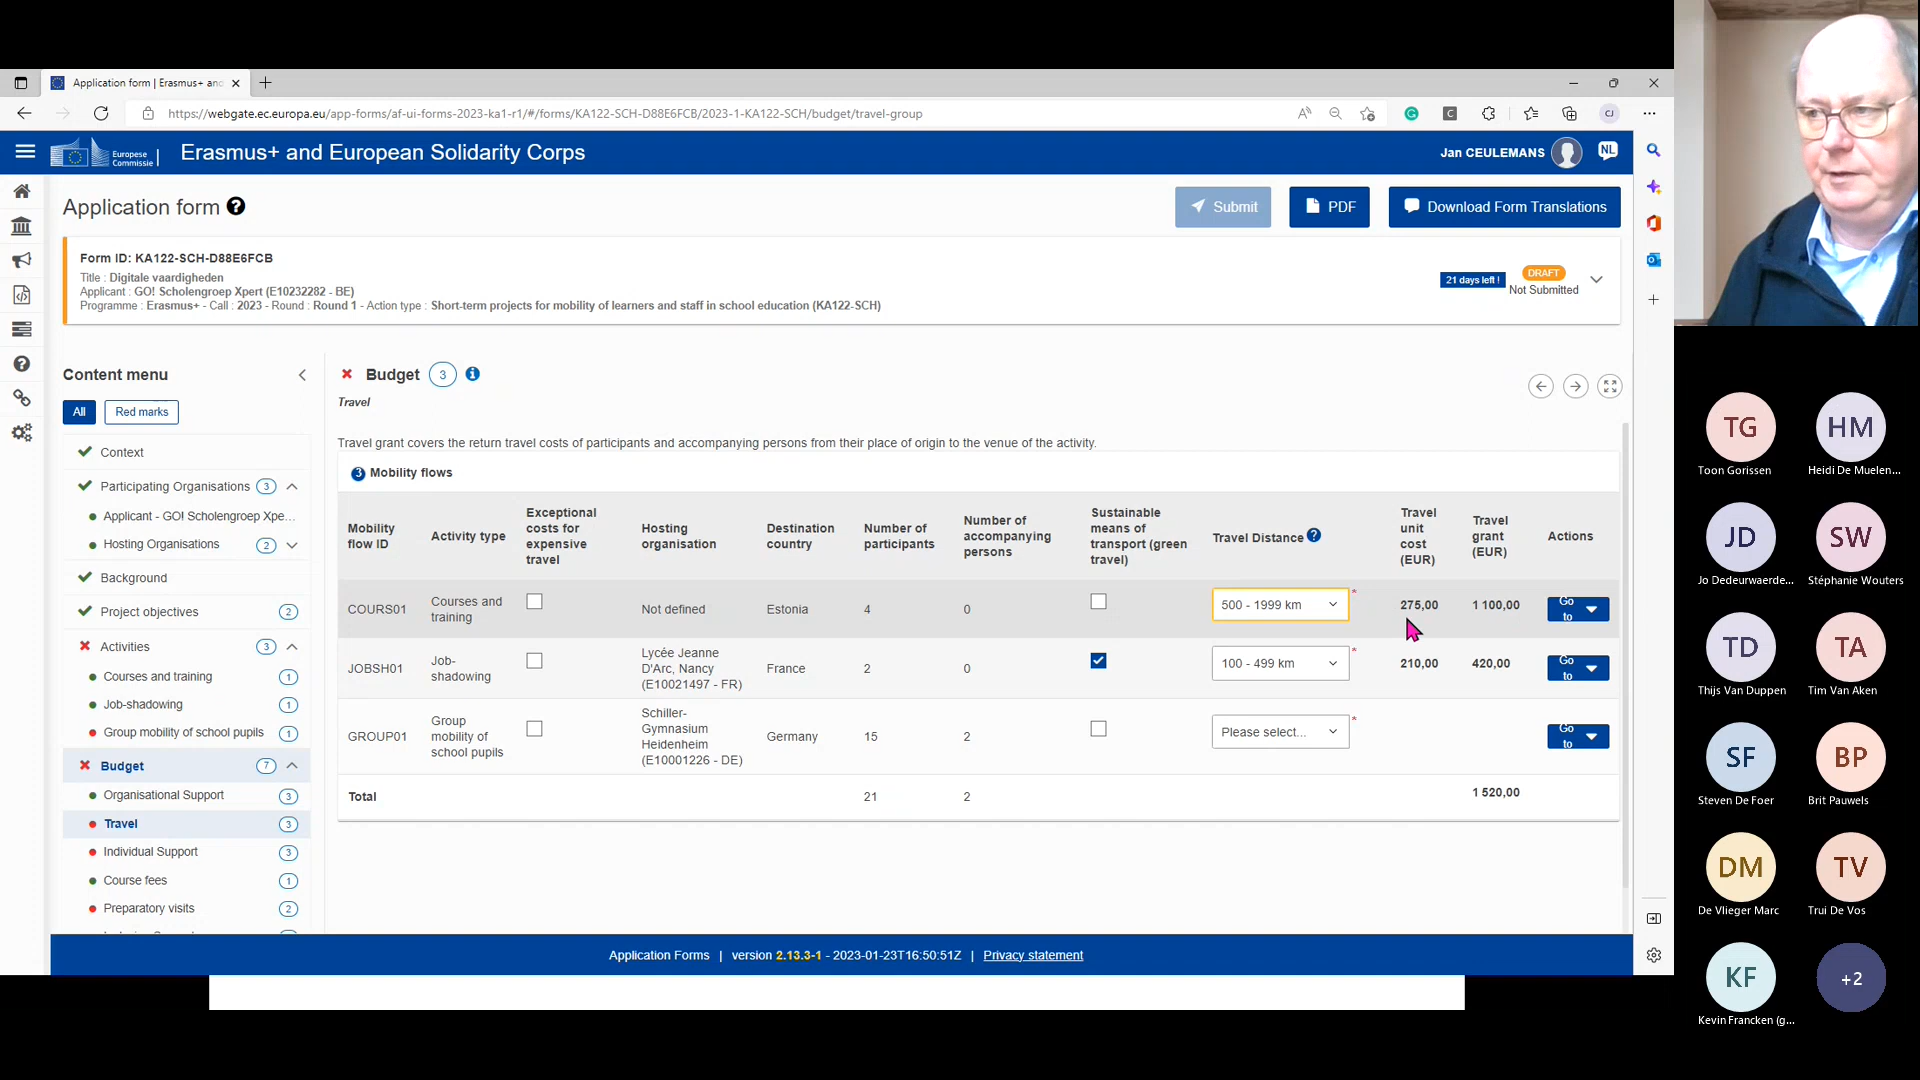 Application form | Erasmus+ and
https://webgate.ec.europa.eu/app-forms/af-ui-forms-2023-ka1-r1/#/forms/KA122-SCH-D88E6FCB/2023-1-KA122-SCH/budget/travel-group
CJ
Europese
Commissie
Erasmus+ and European Solidarity Corps
Jan CEULEMANS
NL
Application form
Submit
PDF
Download Form Translations
Form ID: KA122-SCH-D88E6FCB
Title : Digitale vaardigheden
Applicant : GO! Scholengroep Xpert (E10232282 - BE)
Programme : Erasmus+ - Call : 2023 - Round : Round 1 - Action type : Short-term projects for mobility of learners and staff in school education (KA122-SCH)
21 days left !
DRAFT
Not Submitted
Content menu
All
Red marks
Context
Participating Organisations 3
Applicant - GO! Scholengroep Xpe...
Hosting Organisations 2
Background
Project objectives 2
Activities 3
Courses and training 1
Job-shadowing 1
Group mobility of school pupils 1
Budget 7
Organisational Support 3
Travel 3
Individual Support 3
Course fees 1
Preparatory visits 2
Budget 3
Travel
Travel grant covers the return travel costs of participants and accompanying persons from their place of origin to the venue of the activity.
3 Mobility flows
Mobility flow ID
Activity type
Exceptional costs for expensive travel
Hosting organisation
Destination country
Number of participants
Number of accompanying persons
Sustainable means of transport (green travel)
Travel Distance
Travel unit cost (EUR)
Travel grant (EUR)
Actions
COURS01 Courses and training Not defined Estonia 4 0 500 - 1999 km * 275,00 1 100,00 Go to
JOBSH01 Job-shadowing Lycée Jeanne D'Arc, Nancy (E10021497 - FR) France 2 0 100 - 499 km * 210,00 420,00 Go to
GROUP01 Group mobility of school pupils Schiller-Gymnasium Heidenheim (E10001226 - DE) Germany 15 2 Please select... * Go to
Total 21 2 1 520,00
Application Forms | version 2.13.3-1 - 2023-01-23T16:50:51Z | Privacy statement
TG
Toon Gorissen
HM
Heidi De Muelen...
JD
Jo Dedeurwaerde...
SW
Stéphanie Wouters
TD
Thijs Van Duppen
TA
Tim Van Aken
SF
Steven De Foer
BP
Brit Pauwels
DM
De Vlieger Marc
TV
Trui De Vos
KF
Kevin Francken (g...
+2